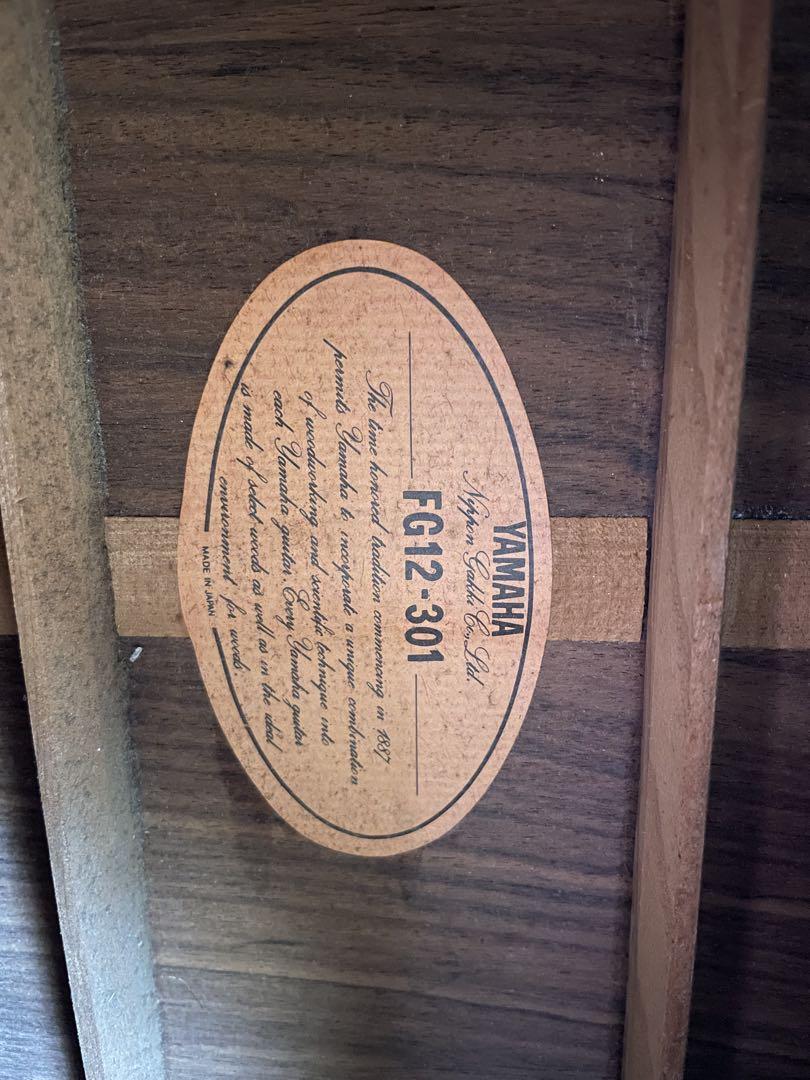 YAMAHA
Nippon Gakki Co., Ltd.
FG12-301
The time honored tradition commencing in 1887
permits Yamaha to incorporate a unique combination
of woodworking and scientific technique into
each Yamaha guitar. Every Yamaha guitar
is made of select woods as well as in the ideal
environment for woods.
MADE IN JAPAN